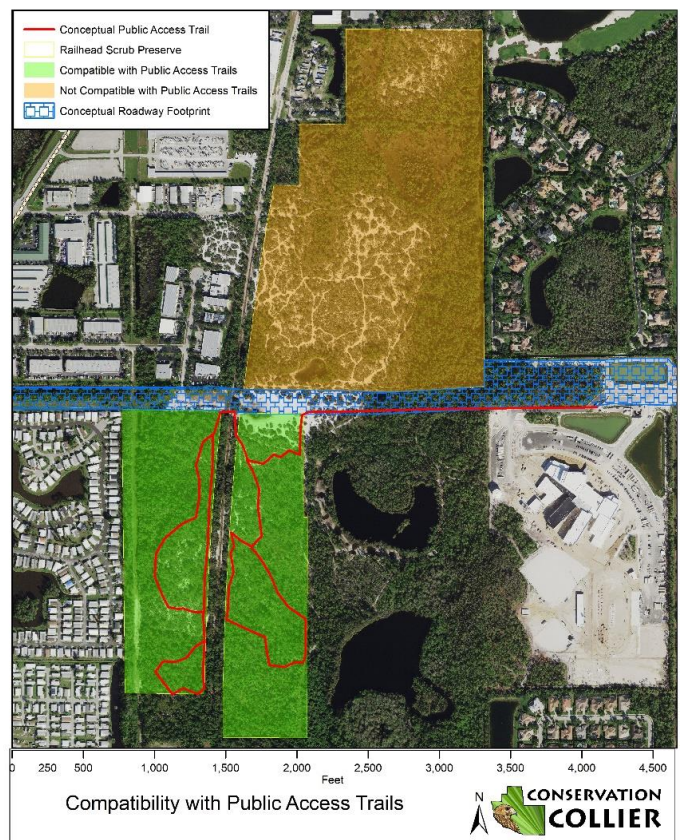 Conceptual Public Access Trail
Railhead Scrub Preserve
Compatible with Public Access Trails
Not Compatible with Public Access Trails
Conceptual Roadway Footprint
0 250 500 1,000 1,500 2,000 2,500 3,000 3,500 4,000 4,500
Feet
Compatibility with Public Access Trails
N
CONSERVATION
COLLIER